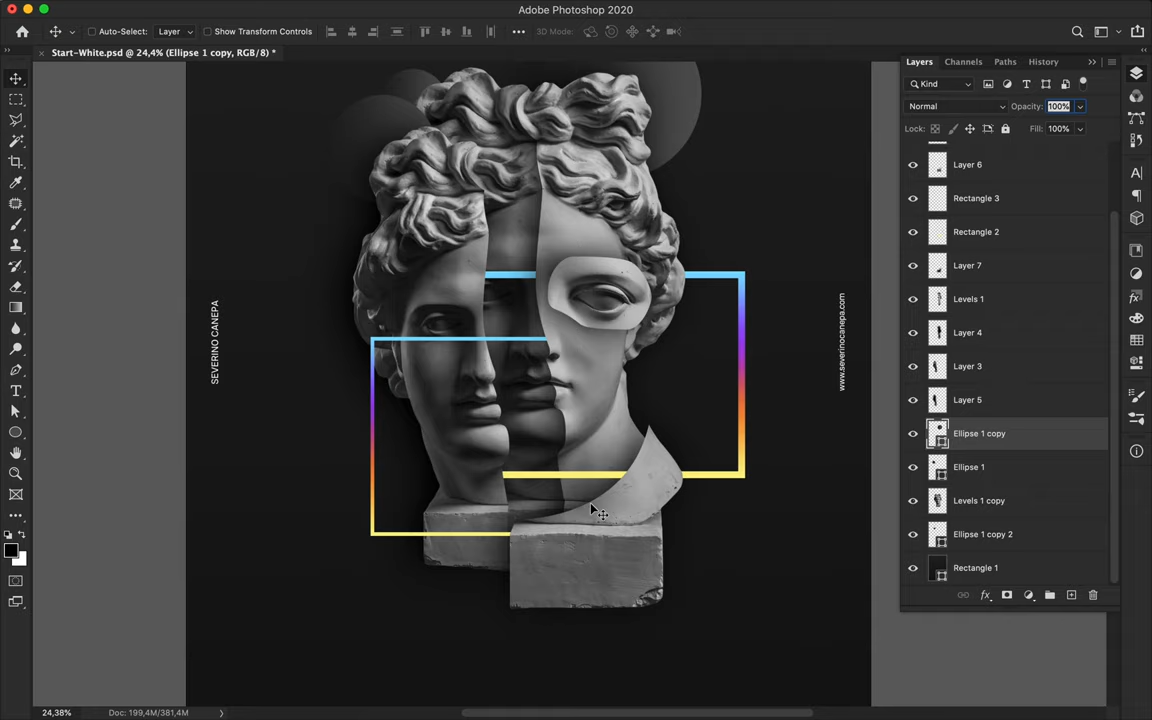 Adobe Photoshop 2020
Auto-Select: Layer Show Transform Controls 3D Mode:
Start-White.psd @ 24,4% (Ellipse 1 copy, RGB/8) *
Layers Channels Paths History
Kind
Normal Opacity: 100%
Lock: Fill: 100%
Layer 6
Rectangle 3
Rectangle 2
Layer 7
Levels 1
Layer 4
Layer 3
Layer 5
Ellipse 1 copy
Ellipse 1
Levels 1 copy
Ellipse 1 copy 2
Rectangle 1
SEVERINO CANEPA
www.severinocanepa.com
24,38% Doc: 199,4M/381,4M